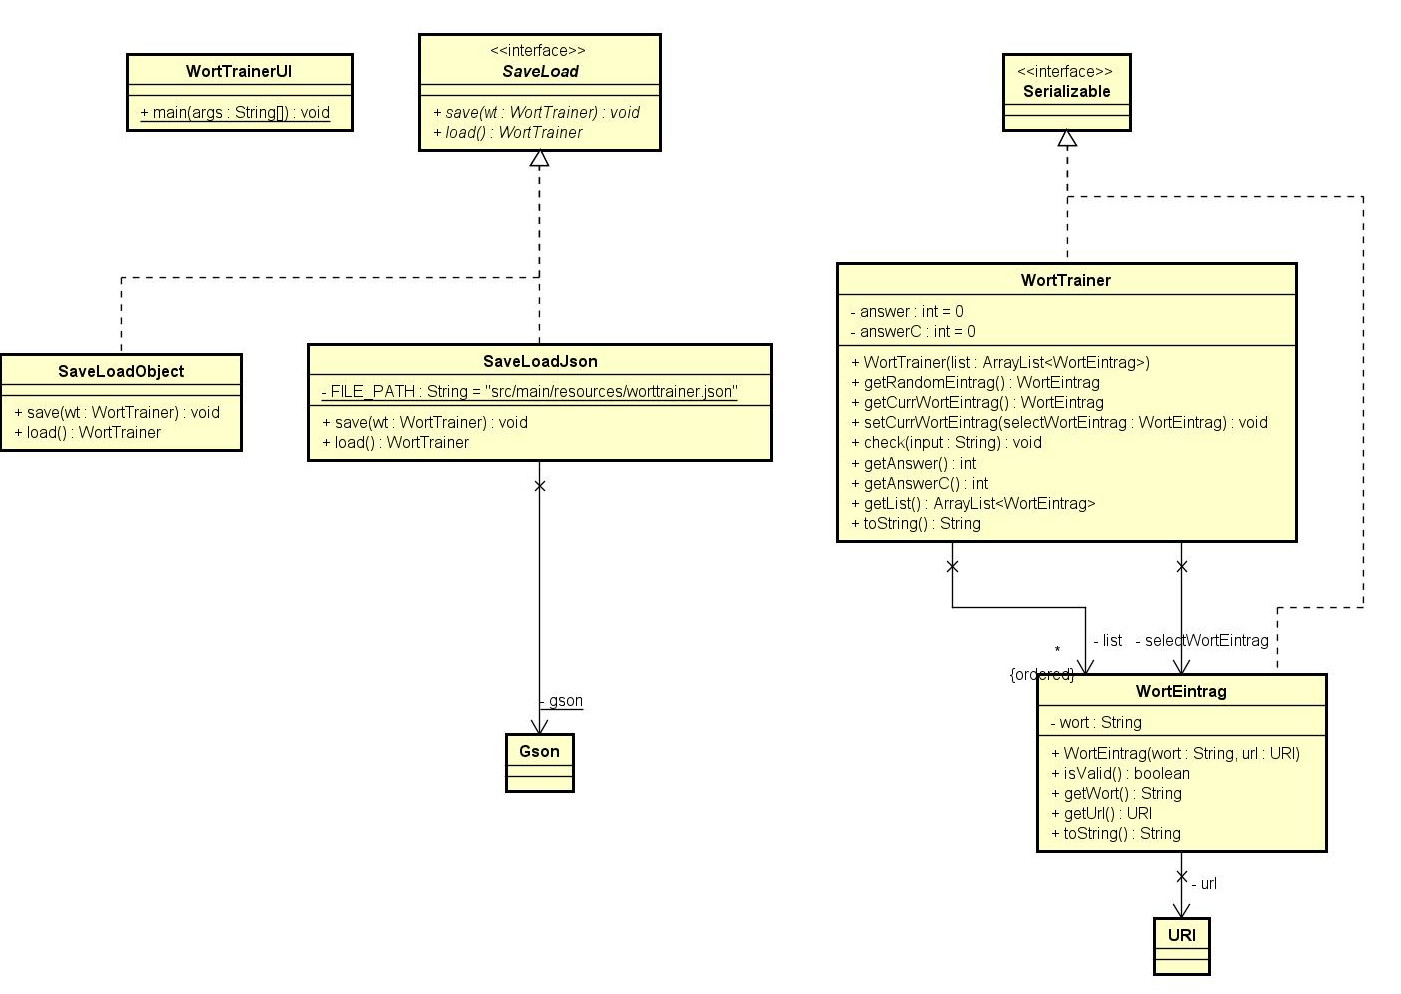 WortTrainerUI
+ main(args : String[]) : void
<<interface>>
SaveLoad
+ save(wt : WortTrainer) : void
+ load() : WortTrainer
<<interface>>
Serializable
SaveLoadObject
+ save(wt : WortTrainer) : void
+ load() : WortTrainer
SaveLoadJson
- FILE_PATH : String = "src/main/resources/worttrainer.json"
+ save(wt : WortTrainer) : void
+ load() : WortTrainer
WortTrainer
- answer : int = 0
- answerC : int = 0
+ WortTrainer(list : ArrayList<WortEintrag>)
+ getRandomEintrag() : WortEintrag
+ getCurrWortEintrag() : WortEintrag
+ setCurrWortEintrag(selectWortEintrag : WortEintrag) : void
+ check(input : String) : void
+ getAnswer() : int
+ getAnswerC() : int
+ getList() : ArrayList<WortEintrag>
+ toString() : String
- list
- selectWortEintrag
*
{ordered}
- gson
Gson
WortEintrag
- wort : String
+ WortEintrag(wort : String, url : URI)
+ isValid() : boolean
+ getWort() : String
+ getUrl() : URI
+ toString() : String
- url
URI